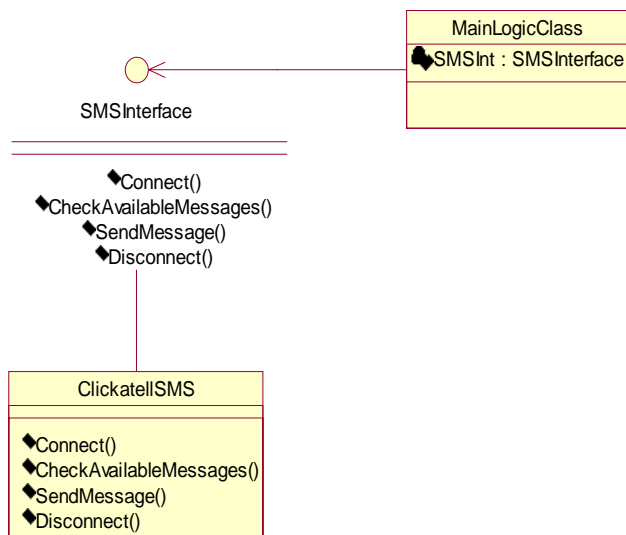 MainLogicClass
SMSInt : SMSInterface
SMSInterface
Connect()
CheckAvailableMessages()
SendMessage()
Disconnect()
ClickatellSMS
Connect()
CheckAvailableMessages()
SendMessage()
Disconnect()